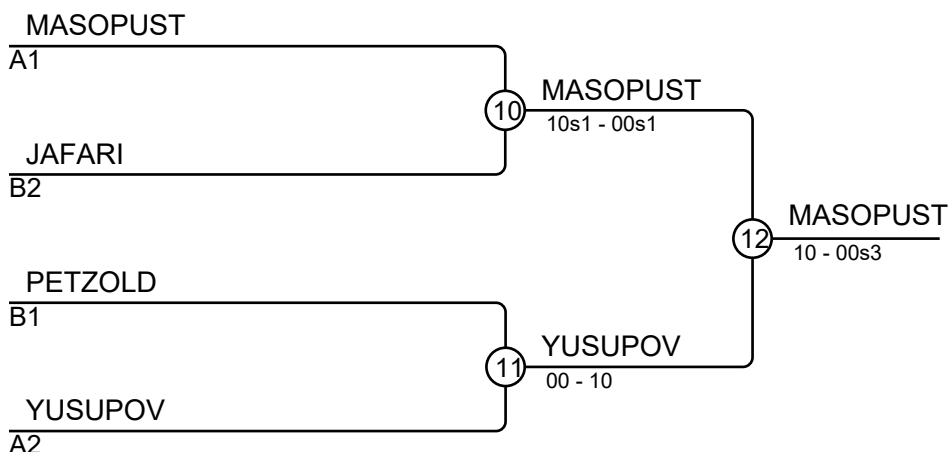 MASOPUST
A1
10
MASOPUST
10s1 - 00s1
JAFARI
B2
12
MASOPUST
10 - 00s3
PETZOLD
B1
11
YUSUPOV
00 - 10
YUSUPOV
A2